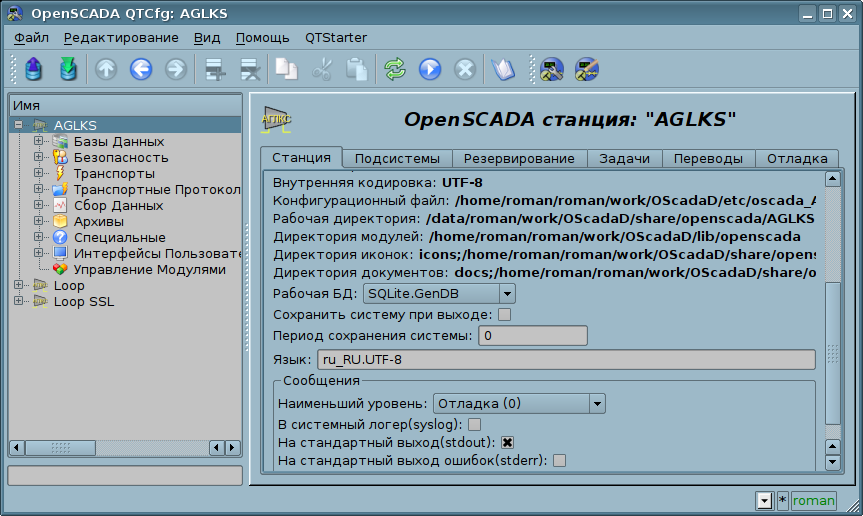 OpenSCADA QTCfg: AGLKS
Файл Редактирование Вид Помощь QTStarter
Имя
AGLKS
Базы Данных
Безопасность
Транспорты
Транспортные Протокол
Сбор Данных
Архивы
Специальные
Интерфейсы Пользовате
Управление Модулями
Loop
Loop SSL
АГЛКС
OpenSCADA станция: "AGLKS"
Станция Подсистемы Резервирование Задачи Переводы Отладка
Внутренняя кодировка: UTF-8
Конфигурационный файл: /home/roman/roman/work/OScadaD/etc/oscada_A
Рабочая директория: /data/roman/work/OScadaD/share/openscada/AGLKS
Директория модулей: /home/roman/roman/work/OScadaD/lib/openscada
Директория иконок: icons;/home/roman/roman/work/OScadaD/share/opens
Директория документов: docs;/home/roman/roman/work/OScadaD/share/o
Рабочая БД: SQLite.GenDB
Сохранить систему при выходе:
Период сохранения системы: 0
Язык: ru_RU.UTF-8
Сообщения
Наименьший уровень: Отладка (0)
В системный логер(syslog):
На стандартный выход(stdout):
На стандартный выход ошибок(stderr):
* roman